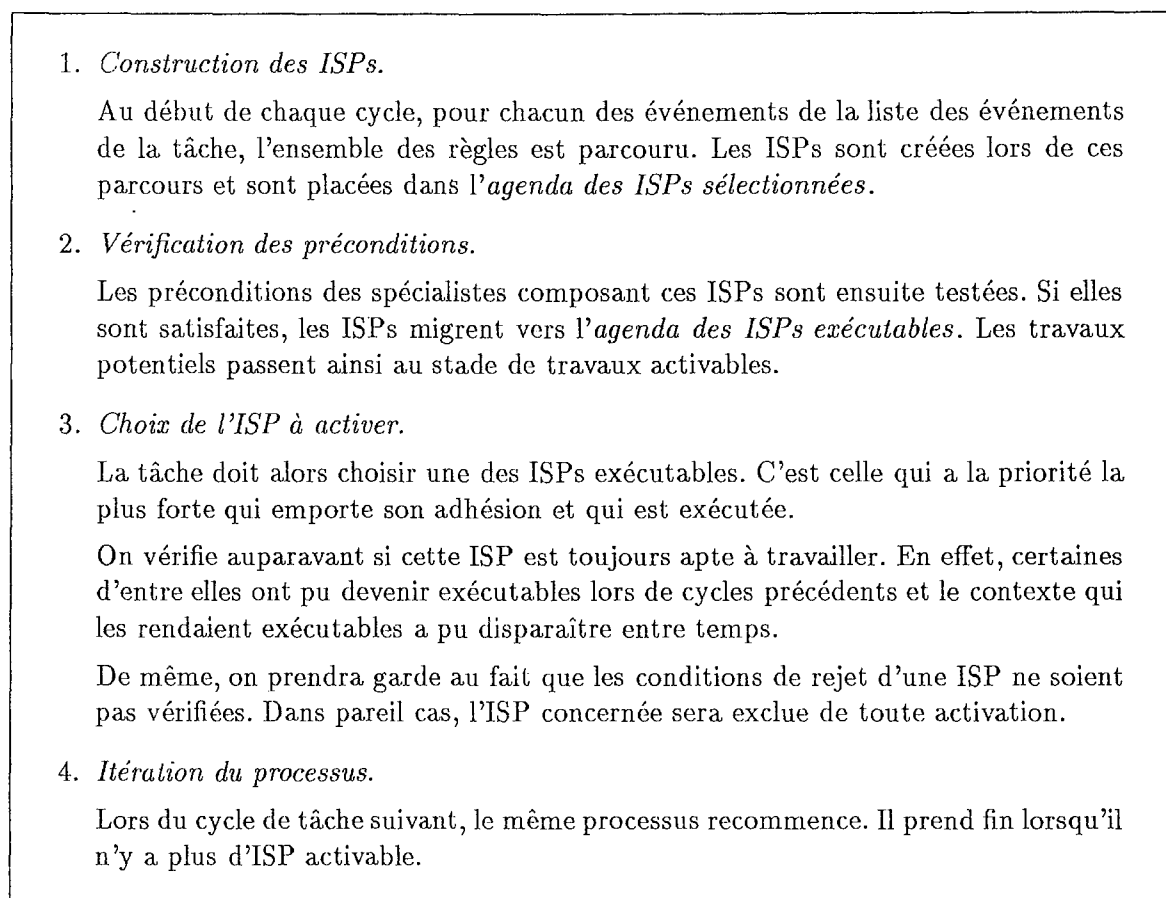 1. Construction des ISPs.
Au début de chaque cycle, pour chacun des événements de la liste des événements
de la tâche, l'ensemble des règles est parcouru. Les ISPs sont créées lors de ces
parcours et sont placées dans l'agenda des ISPs sélectionnées.
2. Vérification des préconditions.
Les préconditions des spécialistes composant ces ISPs sont ensuite testées. Si elles
sont satisfaites, les ISPs migrent vers l'agenda des ISPs exécutables. Les travaux
potentiels passent ainsi au stade de travaux activables.
3. Choix de l'ISP à activer.
La tâche doit alors choisir une des ISPs exécutables. C'est celle qui a la priorité la
plus forte qui emporte son adhésion et qui est exécutée.
On vérifie auparavant si cette ISP est toujours apte à travailler. En effet, certaines
d'entre elles ont pu devenir exécutables lors de cycles précédents et le contexte qui
les rendaient exécutables a pu disparaître entre temps.
De même, on prendra garde au fait que les conditions de rejet d'une ISP ne soient
pas vérifiées. Dans pareil cas, l'ISP concernée sera exclue de toute activation.
4. Itération du processus.
Lors du cycle de tâche suivant, le même processus recommence. Il prend fin lorsqu'il
n'y a plus d'ISP activable.